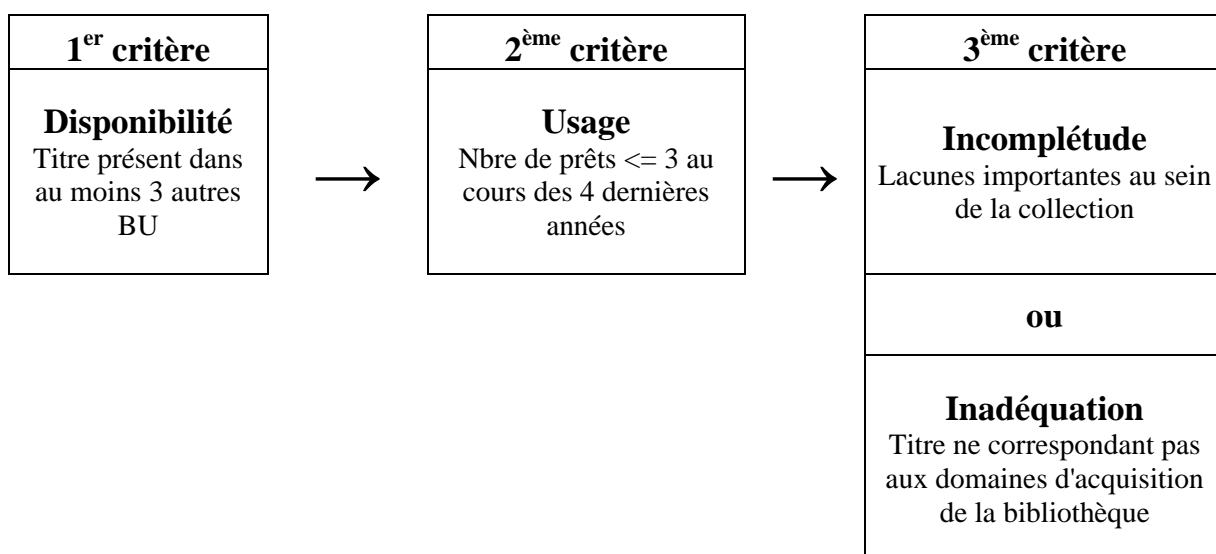 1er critère
Disponibilité
Titre présent dans
au moins 3 autres
BU
→
2ème critère
Usage
Nbre de prêts <= 3 au
cours des 4 dernières
années
→
3ème critère
Incomplétude
Lacunes importantes au sein
de la collection
ou
Inadéquation
Titre ne correspondant pas
aux domaines d'acquisition
de la bibliothèque